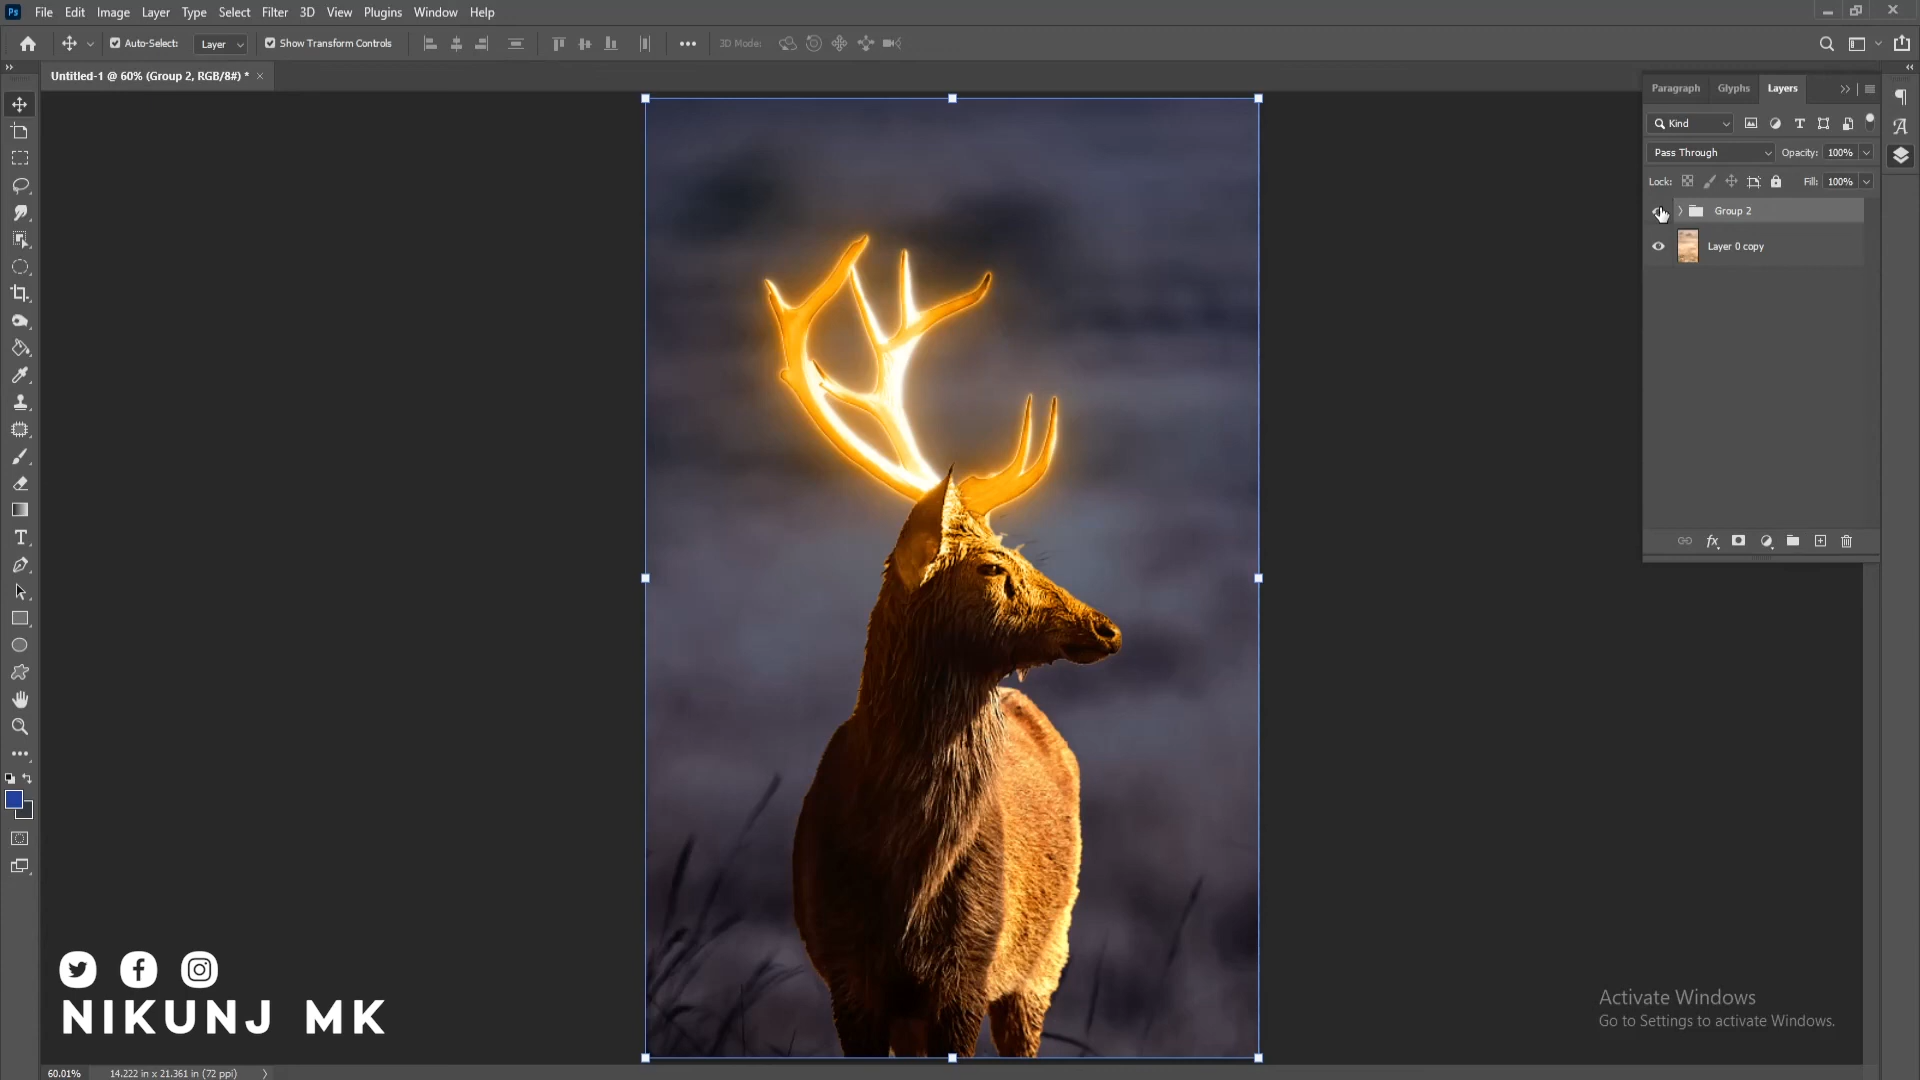 Ps File Edit Image Layer Type Select Filter 3D View Plugins Window Help
Auto-Select: Layer Show Transform Controls 3D Mode:
Untitled-1 @ 60% (Group 2, RGB/8#) * ×
Paragraph Glyphs Layers
Kind
Pass Through Opacity: 100%
Lock: Fill: 100%
Group 2
Layer 0 copy
fx
NIKUNJ MK
Activate Windows
Go to Settings to activate Windows.
60.01% 14.222 in x 21.361 in (72 ppi)